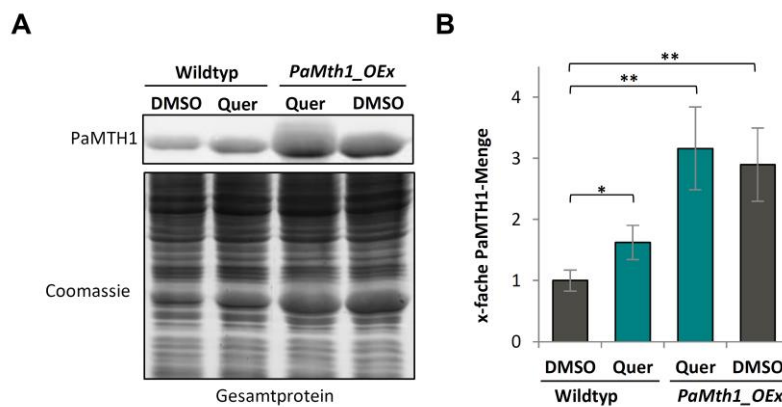 A
Wildtyp PaMth1_OEx
DMSO Quer Quer DMSO
PaMTH1
Coomassie
Gesamtprotein
B
x-fache PaMTH1-Menge
4
3
2
1
0
**
**
*
DMSO Quer Quer DMSO
Wildtyp PaMth1_OEx